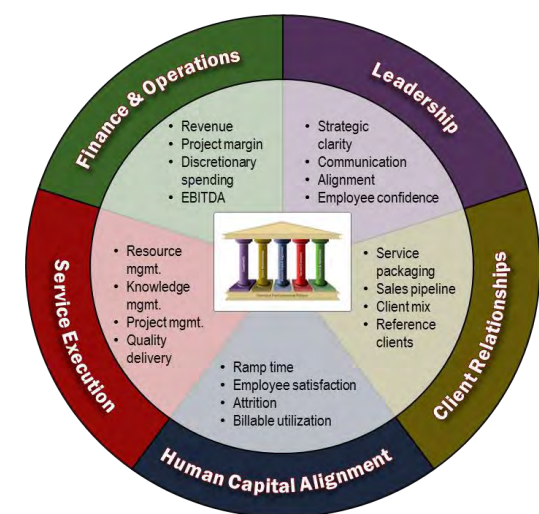 Finance & Operations
• Revenue
• Project margin
• Discretionary
spending
• EBITDA
Leadership
• Strategic
clarity
• Communication
• Alignment
• Employee confidence
Client Relationships
• Service
packaging
• Sales pipeline
• Client mix
• Reference
clients
Human Capital Alignment
• Ramp time
• Employee satisfaction
• Attrition
• Billable utilization
Service Execution
• Resource
mgmt.
• Knowledge
mgmt.
• Project mgmt.
• Quality
delivery